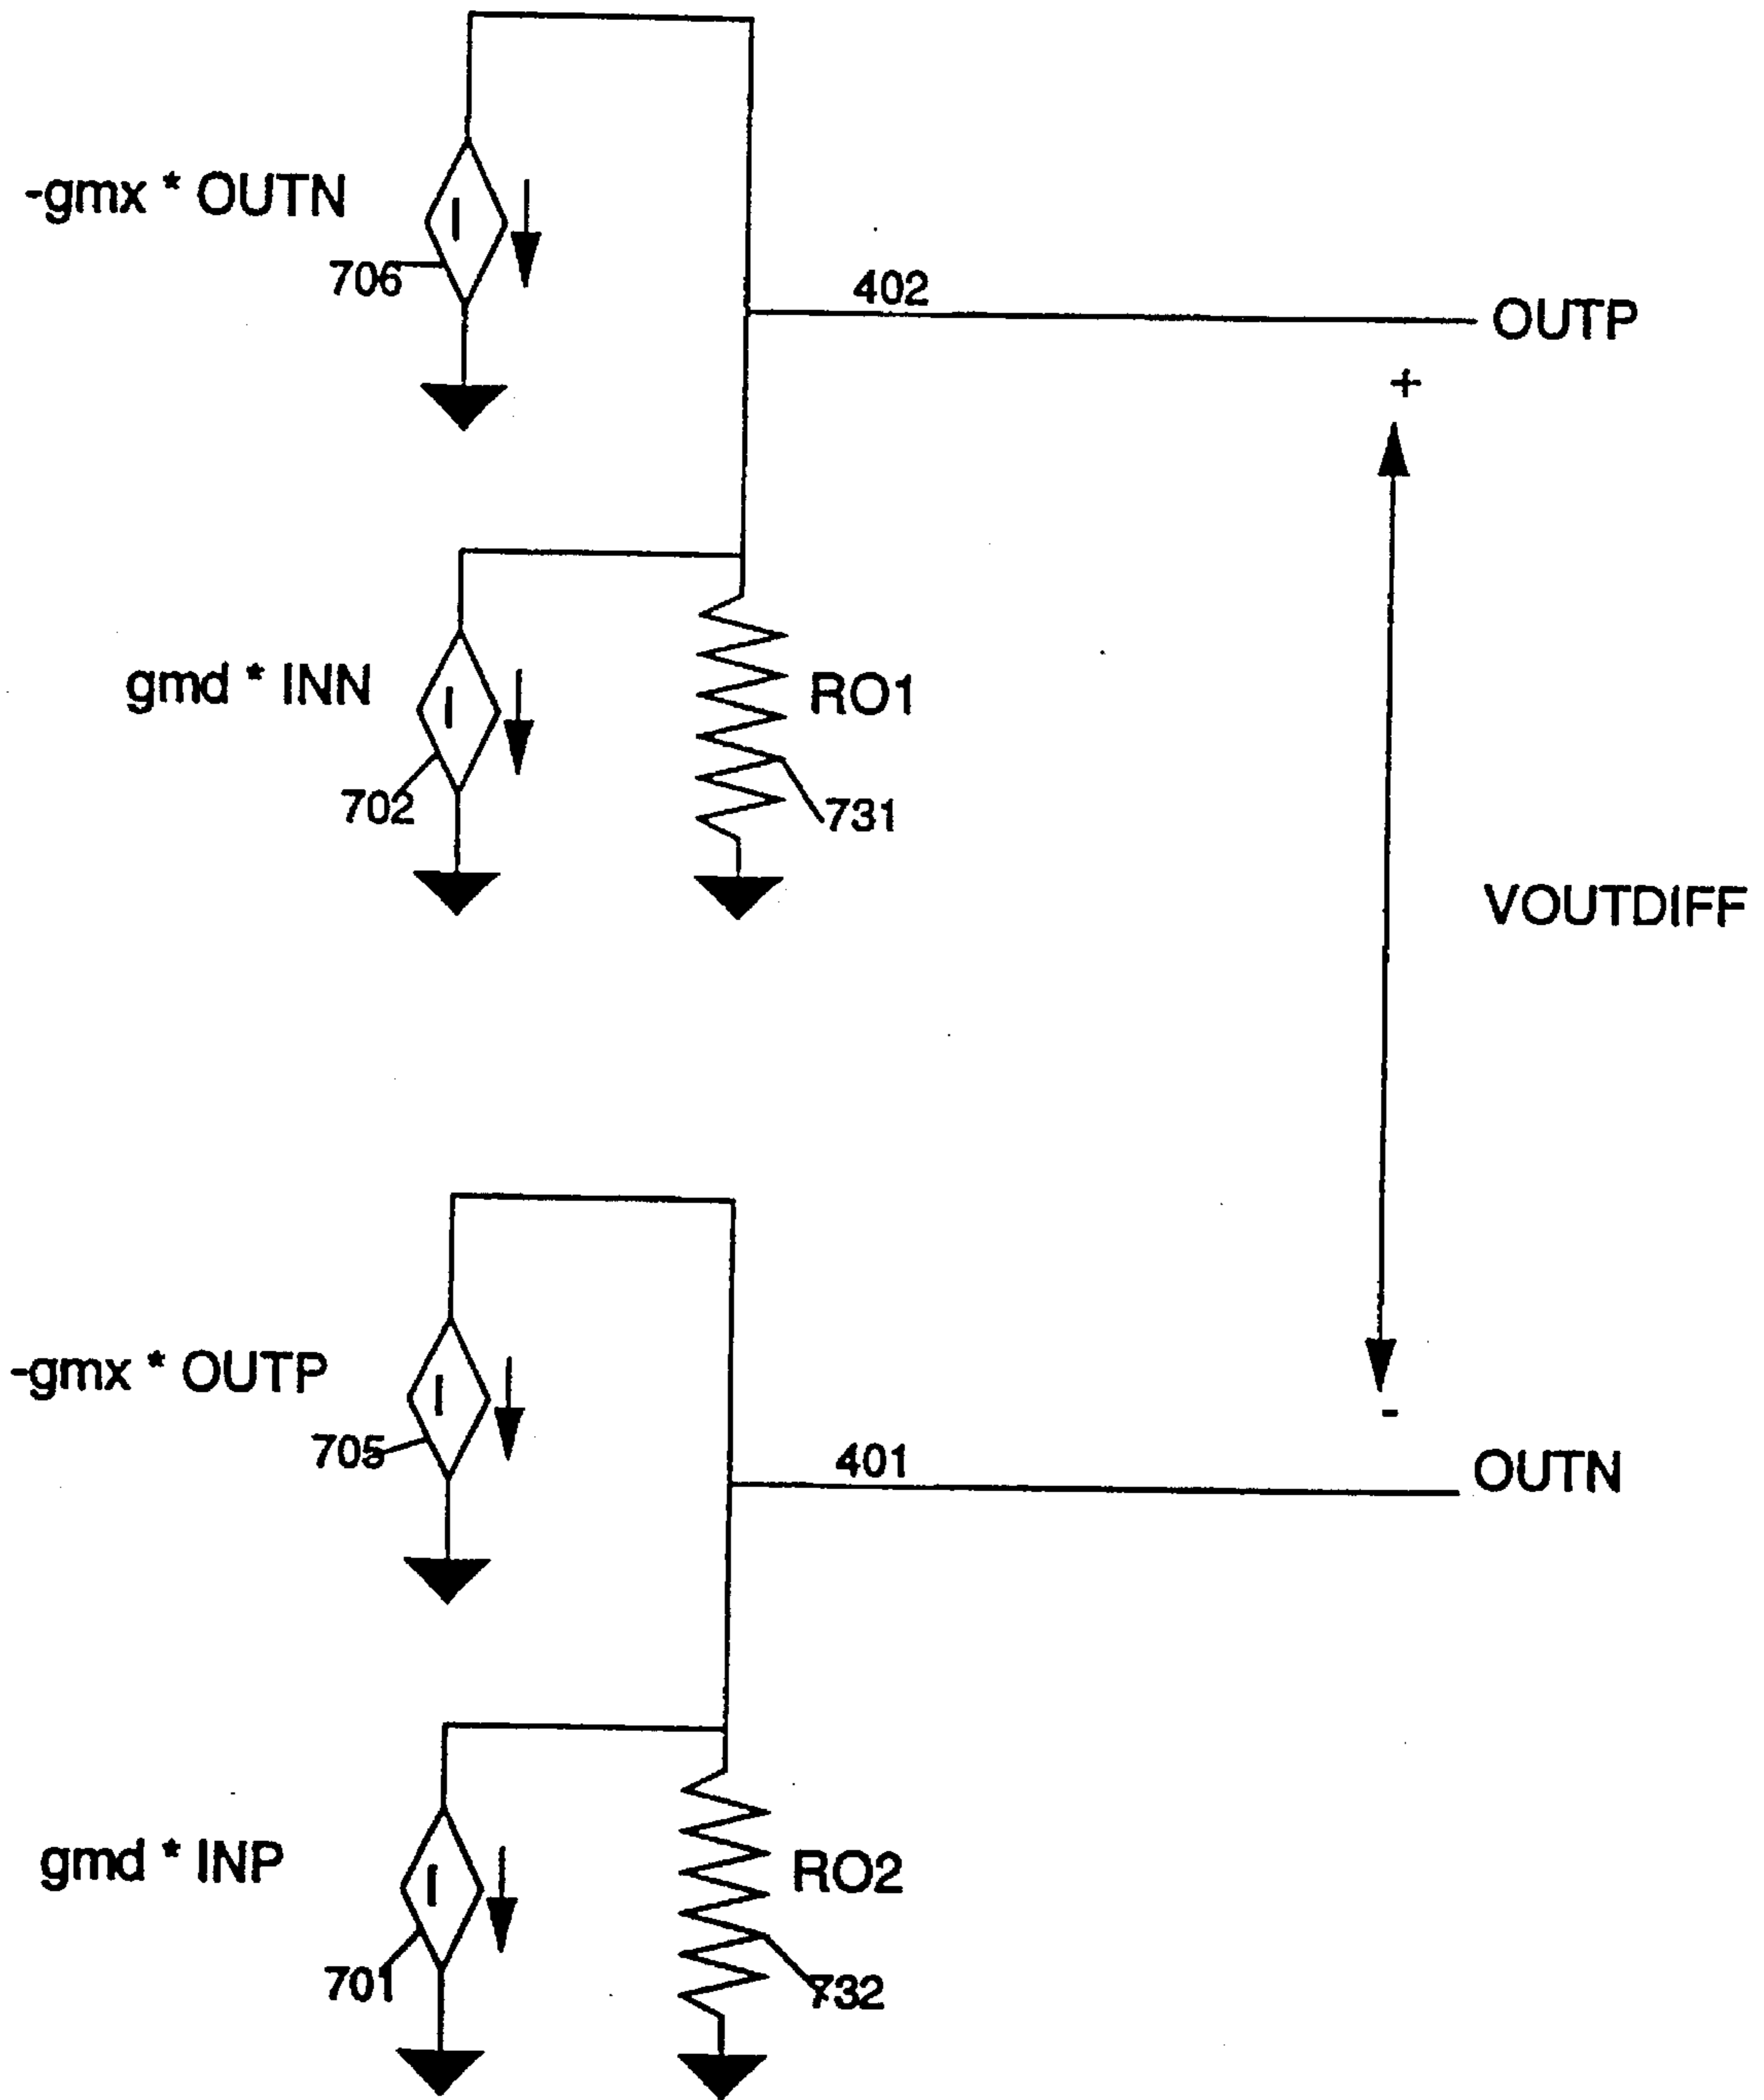 -gmx * OUTN
706
402
OUTP
+
I
gmd * INN
I
702
RO1
731
VOUTDIFF
-gmx * OUTP
I
705
401
-
OUTN
gmd * INP
I
701
RO2
732